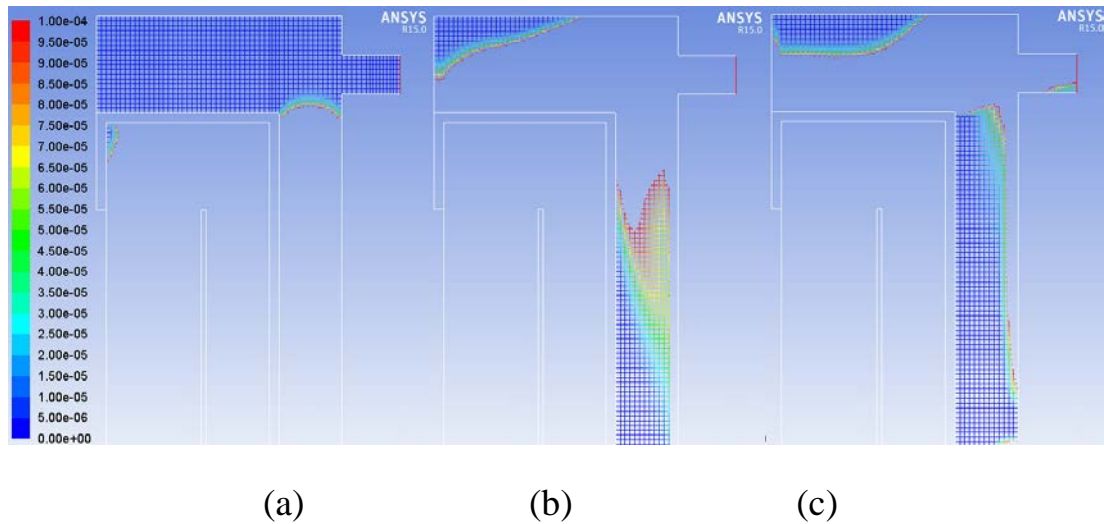 1.00e-04
9.50e-05
9.00e-05
8.50e-05
8.00e-05
7.50e-05
7.00e-05
6.50e-05
6.00e-05
5.50e-05
5.00e-05
4.50e-05
4.00e-05
3.50e-05
3.00e-05
2.50e-05
2.00e-05
1.50e-05
1.00e-05
5.00e-06
0.00e+00
ANSYS
R15.0
ANSYS
R15.0
ANSYS
R15.0
(a) (b) (c)